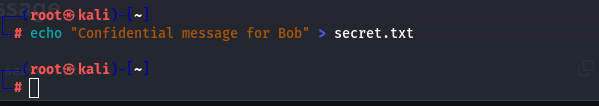 ┌──(root㉿kali)-[~]
└─# echo "Confidential message for Bob" > secret.txt
┌──(root㉿kali)-[~]
└─#